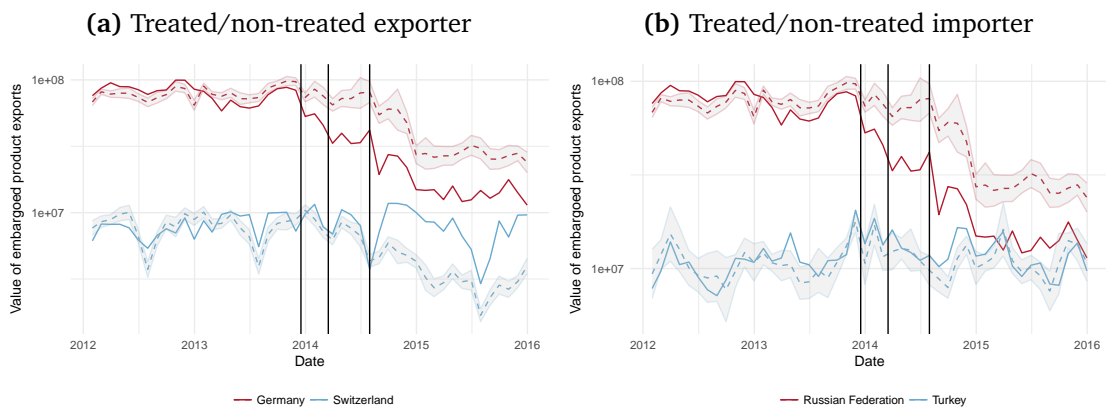 (a) Treated/non-treated exporter
Value of embargoed product exports
1e+08
1e+07
2012 2013 2014 2015 2016
Date
Germany Switzerland
(b) Treated/non-treated importer
Value of embargoed product exports
1e+08
1e+07
2012 2013 2014 2015 2016
Date
Russian Federation Turkey